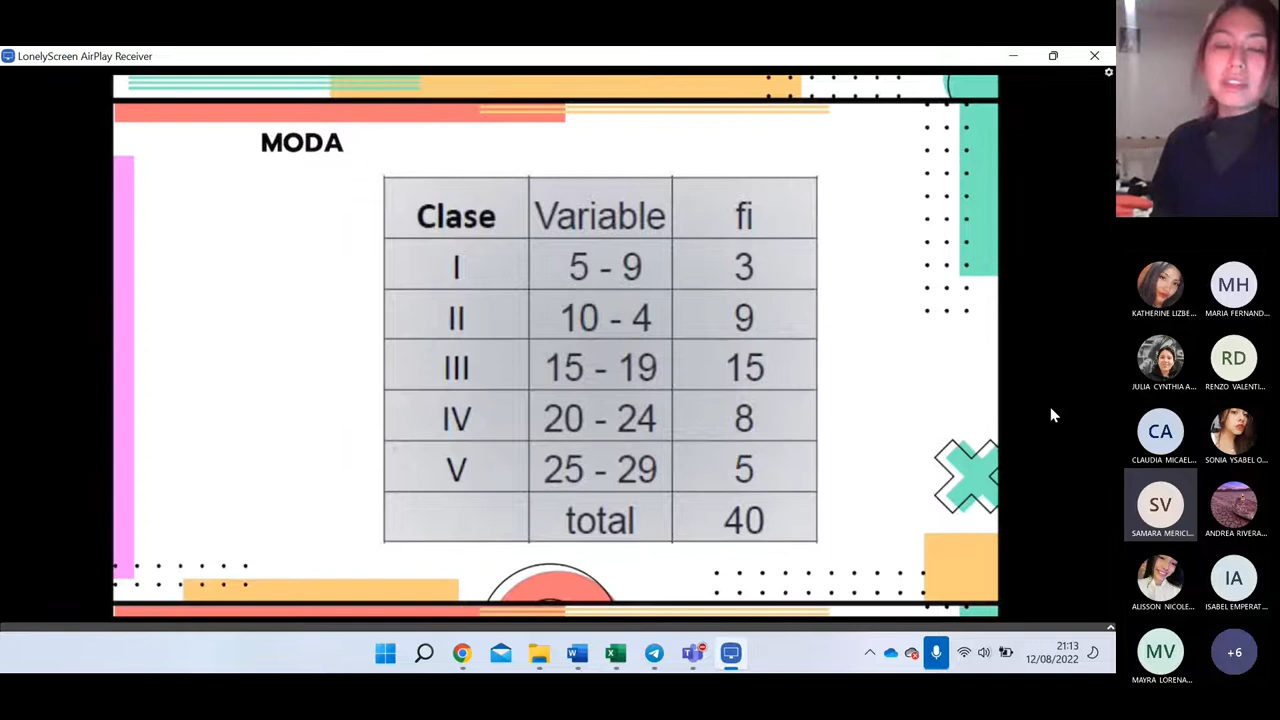 LonelyScreen AirPlay Receiver
MODA
Clase Variable fi
I 5 - 9 3
II 10 - 4 9
III 15 - 19 15
IV 20 - 24 8
V 25 - 29 5
total 40
MH
KATHERINE LIZBE... MARIA FERNAND...
RD
JULIA CYNTHIA A... RENZO VALENTI...
CA
CLAUDIA MICAEL... SONIA YSABEL O...
SV
SAMARA MERICI... ANDREA RIVERA...
IA
ALISSON NICOLE... ISABEL EMPERAT...
MV +6
MAYRA LORENA...
21:13
12/08/2022